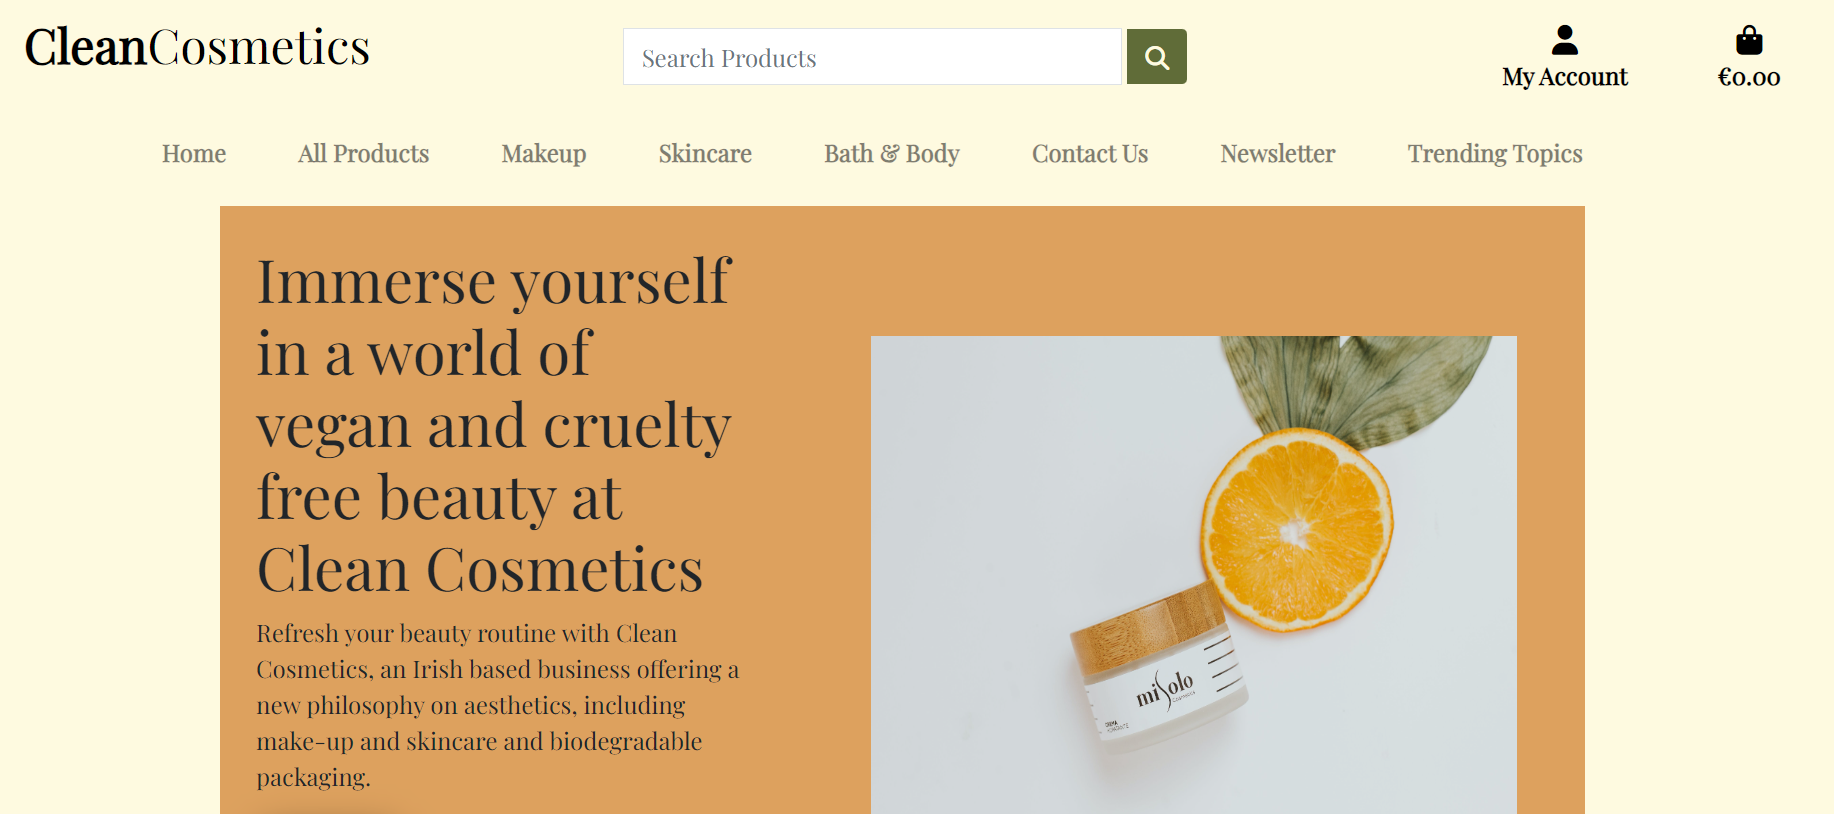 CleanCosmetics
Search Products
My Account
€0.00
Home
All Products
Makeup
Skincare
Bath & Body
Contact Us
Newsletter
Trending Topics
Immerse yourself
in a world of
vegan and cruelty
free beauty at
Clean Cosmetics
Refresh your beauty routine with Clean
Cosmetics, an Irish based business offering a
new philosophy on aesthetics, including
make-up and skincare and biodegradable
packaging.
miSolo